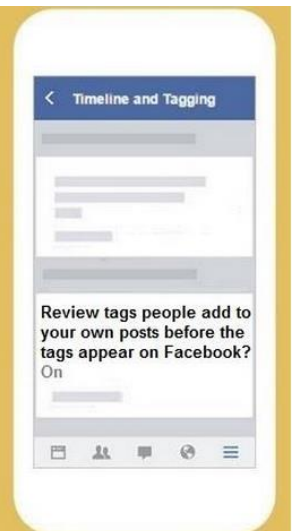 Timeline and Tagging
Review tags people add to
your own posts before the
tags appear on Facebook?
On